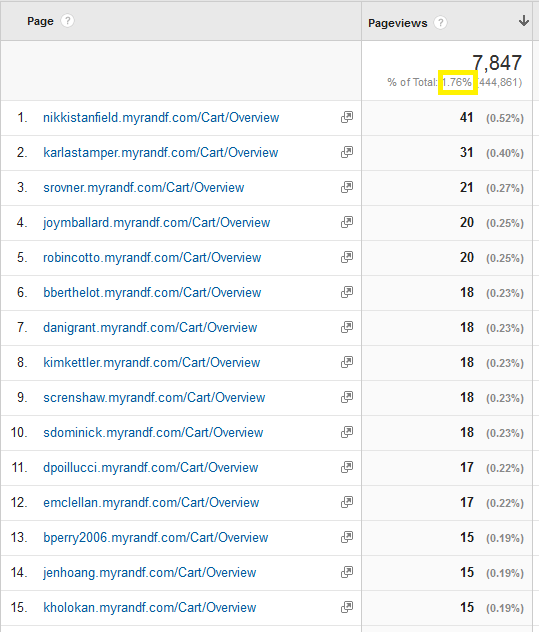 Page ? Pageviews ?
7,847
% of Total: 1.76% (444,861)
1. nikkistanfield.myrandf.com/Cart/Overview 41 (0.52%)
2. karlastamper.myrandf.com/Cart/Overview 31 (0.40%)
3. srovner.myrandf.com/Cart/Overview 21 (0.27%)
4. joymballard.myrandf.com/Cart/Overview 20 (0.25%)
5. robincotto.myrandf.com/Cart/Overview 20 (0.25%)
6. bberthelot.myrandf.com/Cart/Overview 18 (0.23%)
7. danigrant.myrandf.com/Cart/Overview 18 (0.23%)
8. kimkettler.myrandf.com/Cart/Overview 18 (0.23%)
9. screnshaw.myrandf.com/Cart/Overview 18 (0.23%)
10. sdominick.myrandf.com/Cart/Overview 18 (0.23%)
11. dpoillucci.myrandf.com/Cart/Overview 17 (0.22%)
12. emclellan.myrandf.com/Cart/Overview 17 (0.22%)
13. bperry2006.myrandf.com/Cart/Overview 15 (0.19%)
14. jenhoang.myrandf.com/Cart/Overview 15 (0.19%)
15. kholokan.myrandf.com/Cart/Overview 15 (0.19%)